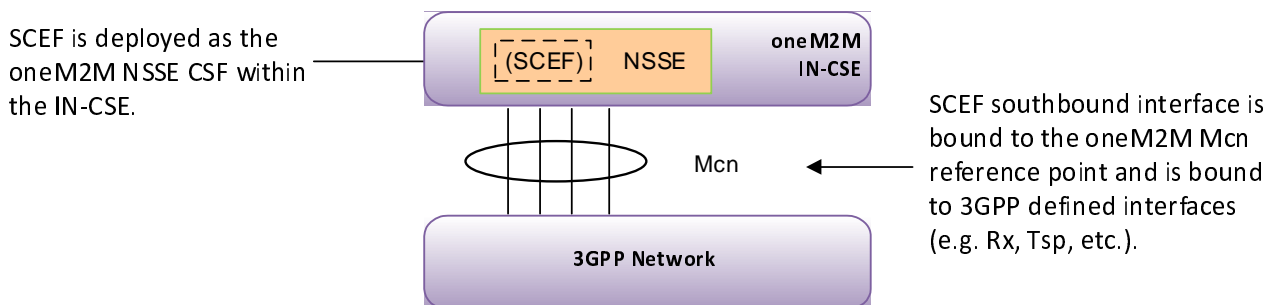 SCEF is deployed as the
oneM2M NSSE CSF within
the IN-CSE.
(SCEF) NSSE
oneM2M
IN-CSE
Mcn
SCEF southbound interface is
bound to the oneM2M Mcn
reference point and is bound
to 3GPP defined interfaces
(e.g. Rx, Tsp, etc.).
3GPP Network